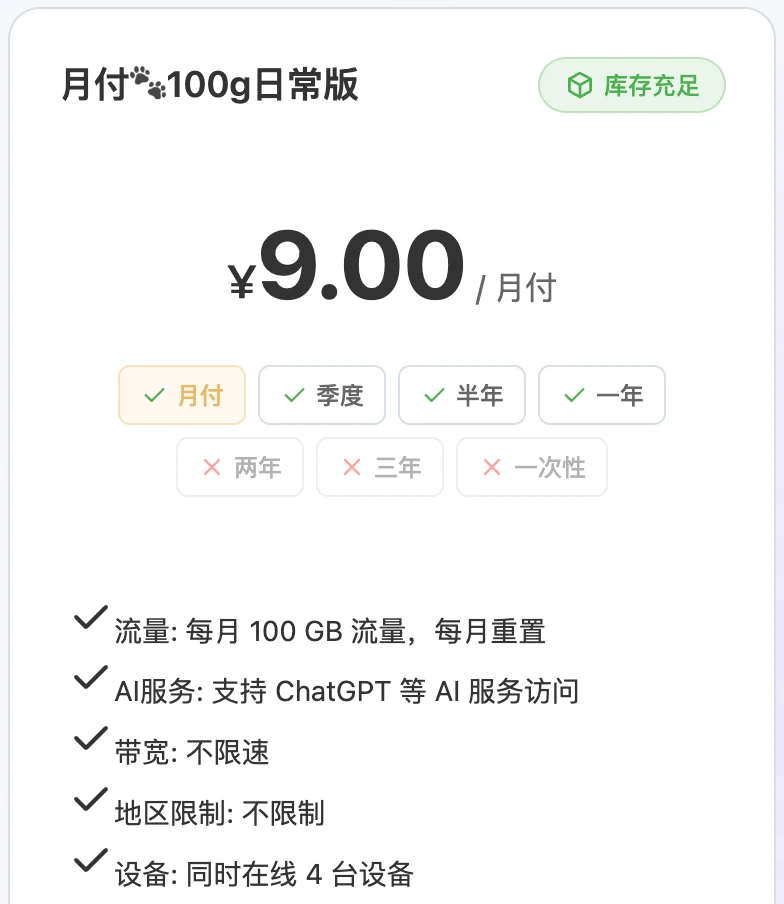 月付🐾100g日常版
库存充足
¥9.00 / 月付
月付 季度 半年 一年
两年 三年 一次性
流量: 每月 100 GB 流量，每月重置
AI服务: 支持 ChatGPT 等 AI 服务访问
带宽: 不限速
地区限制: 不限制
设备: 同时在线 4 台设备